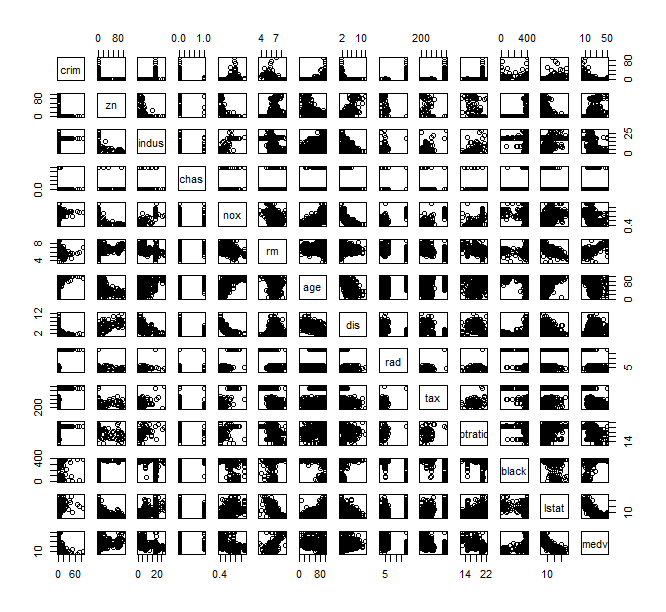 0 80
0.0 1.0
4 7
2 10
200
0 400
10 50
crim
0 80
0 80
zn
indus
0 25
0.0
chas
nox
0.4
4 8
rm
age
0 80
2 12
dis
rad
5
200
tax
ptratio
14
0 400
black
lstat
10
10
medv
0 60
0 20
0.4
0 80
5
14 22
10